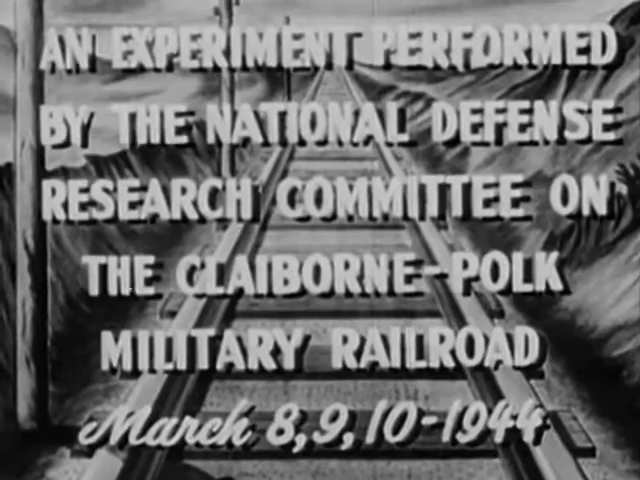 AN EXPERIMENT PERFORMED
BY THE NATIONAL DEFENSE
RESEARCH COMMITTEE ON
THE CLAIBORNE-POLK
MILITARY RAILROAD
March 8,9,10-1944